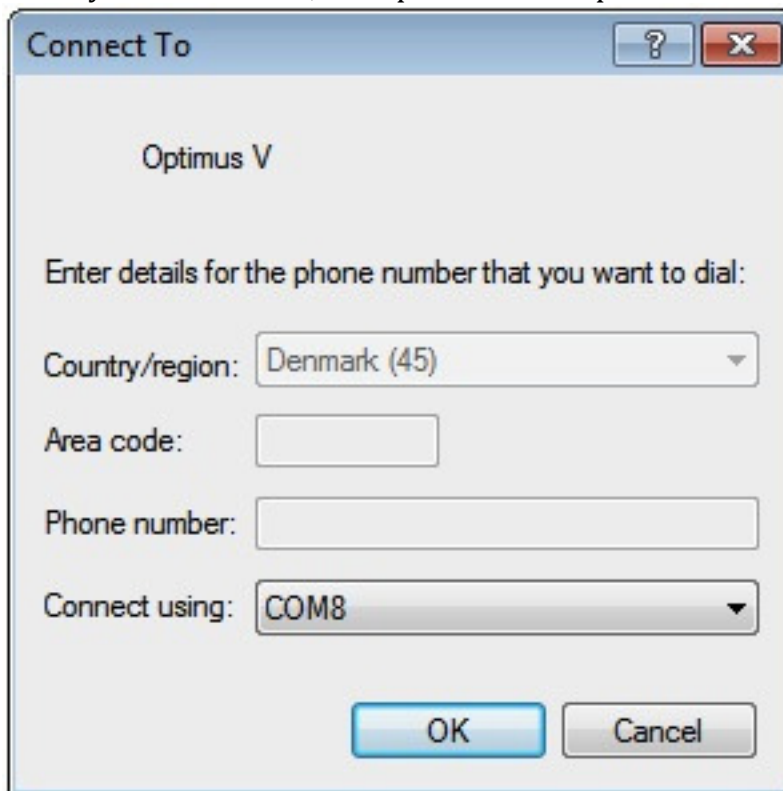 Connect To
Optimus V
Enter details for the phone number that you want to dial:
Country/region: Denmark (45)
Area code:
Phone number:
Connect using: COM8
OK Cancel